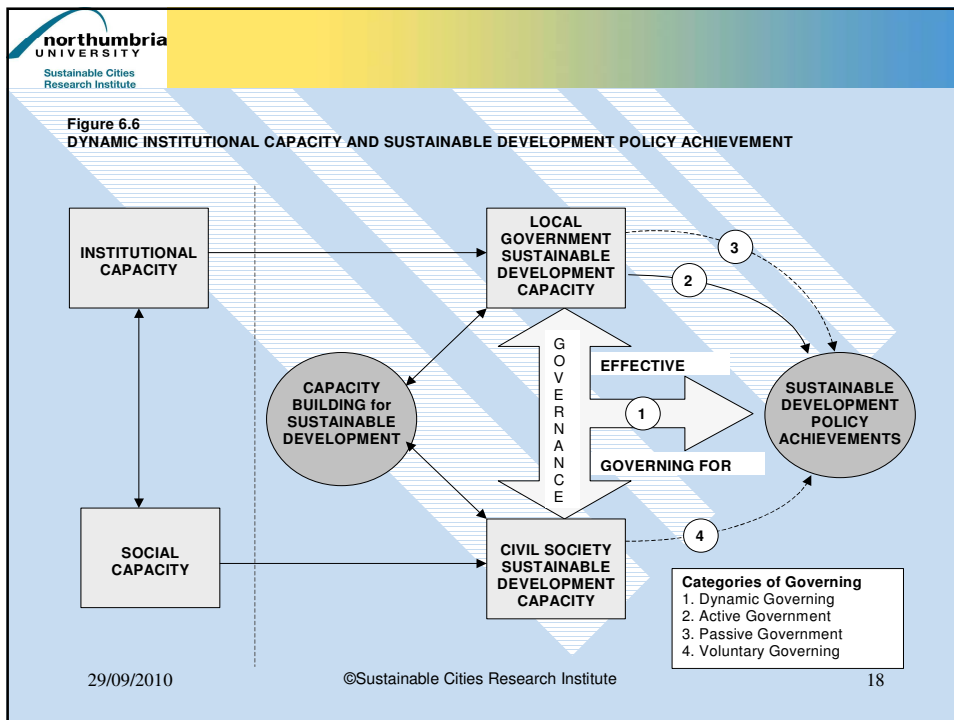 northumbria
UNIVERSITY
Sustainable Cities
Research Institute
Figure 6.6
DYNAMIC INSTITUTIONAL CAPACITY AND SUSTAINABLE DEVELOPMENT POLICY ACHIEVEMENT
INSTITUTIONAL
CAPACITY
LOCAL
GOVERNMENT
SUSTAINABLE
DEVELOPMENT
CAPACITY
3
2
CAPACITY
BUILDING for
SUSTAINABLE
DEVELOPMENT
G
O
V
E
R
N
A
N
C
E
EFFECTIVE
1
GOVERNING FOR
SUSTAINABLE
DEVELOPMENT
POLICY
ACHIEVEMENTS
SOCIAL
CAPACITY
CIVIL SOCIETY
SUSTAINABLE
DEVELOPMENT
CAPACITY
4
Categories of Governing
1. Dynamic Governing
2. Active Government
3. Passive Government
4. Voluntary Governing
29/09/2010
©Sustainable Cities Research Institute
18